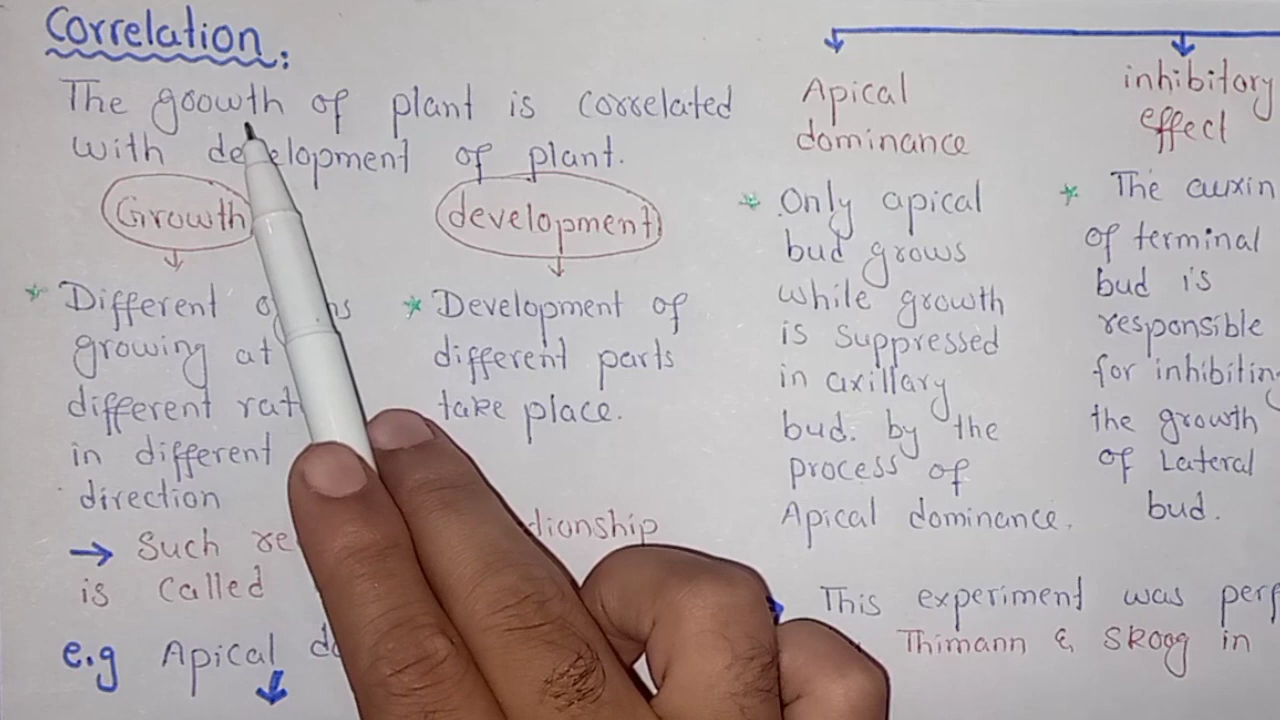 Correlation:
The growth of plant is correlated
with development of plant.
Growth
development
* Different
growing at
different
in different
direction
* Development of
different parts
take place.
→ Such
is called
e.g Apical
Apical
dominance
* Only apical
bud grows
while growth
is suppressed
in axillary
bud. by the
process of
Apical dominance.
inhibitory
effect
* The auxin
of terminal
bud is
responsible
for inhibiting
the growth
of Lateral
bud.
This experiment was
Thimann & Skoog in